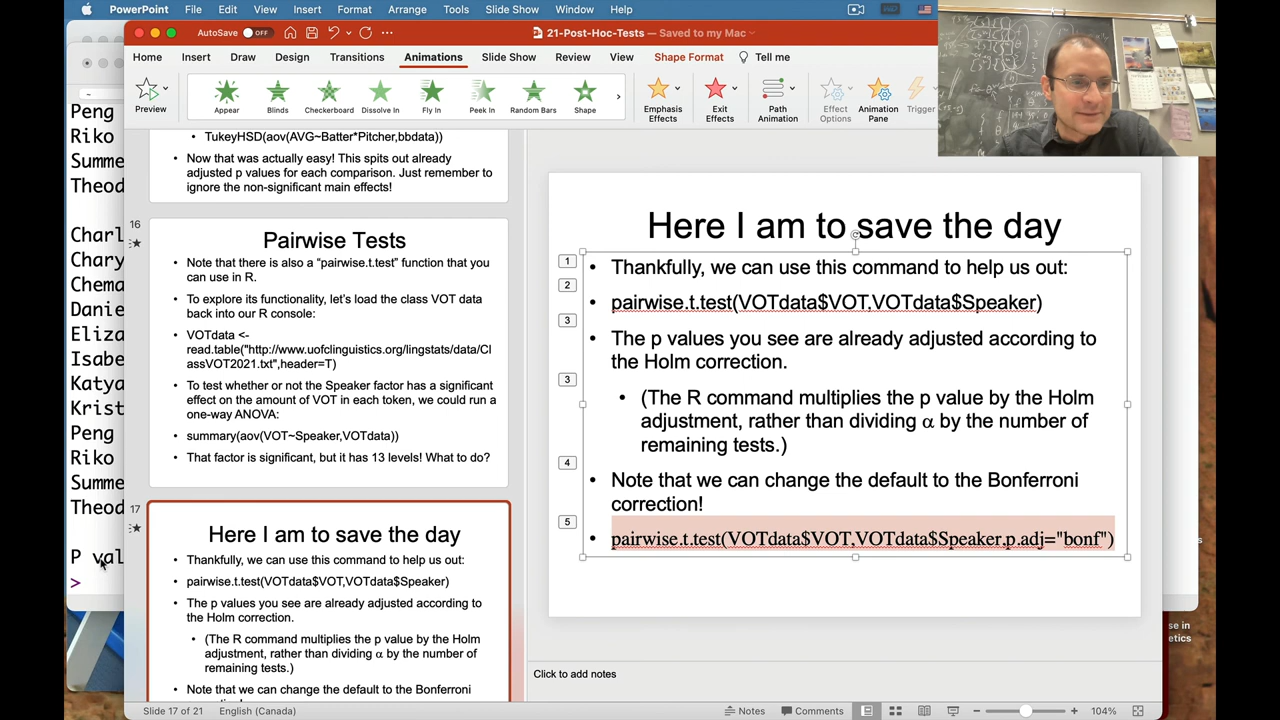 PowerPoint File Edit View Insert Format Arrange Tools Slide Show Window Help
AutoSave OFF 21-Post-Hoc-Tests — Saved to my Mac
Home Insert Draw Design Transitions Animations Slide Show Review View Shape Format Tell me
Preview Appear Blinds Checkerboard Dissolve In Fly In Peek In Random Bars Shape Emphasis Effects Exit Effects Path Animation Effect Options Animation Pane Trigger
Peng
Riko
Summe
Theod
Charl
Chary
Chema
Danie
Eliza
Isabe
Katya
Krist
Peng
Riko
Summe
Theod
P val
>
• TukeyHSD(aov(AVG~Batter*Pitcher,bbdata))
• Now that was actually easy! This spits out already
adjusted p values for each comparison. Just remember to
ignore the non-significant main effects!
16
Pairwise Tests
• Note that there is also a “pairwise.t.test” function that you
can use in R.
• To explore its functionality, let’s load the class VOT data
back into our R console:
• VOTdata <-
read.table("http://www.uofclinguistics.org/lingstats/data/Cl
assVOT2021.txt",header=T)
• To test whether or not the Speaker factor has a significant
effect on the amount of VOT in each token, we could run a
one-way ANOVA:
• summary(aov(VOT~Speaker,VOTdata))
• That factor is significant, but it has 13 levels! What to do?
17
Here I am to save the day
• Thankfully, we can use this command to help us out:
• pairwise.t.test(VOTdata$VOT,VOTdata$Speaker)
• The p values you see are already adjusted according to
the Holm correction.
• (The R command multiplies the p value by the Holm
adjustment, rather than dividing α by the number of
remaining tests.)
• Note that we can change the default to the Bonferroni
Here I am to save the day
1
• Thankfully, we can use this command to help us out:
2
• pairwise.t.test(VOTdata$VOT,VOTdata$Speaker)
3
• The p values you see are already adjusted according to
the Holm correction.
3
• (The R command multiplies the p value by the Holm
adjustment, rather than dividing α by the number of
remaining tests.)
4
• Note that we can change the default to the Bonferroni
correction!
5
• pairwise.t.test(VOTdata$VOT,VOTdata$Speaker,p.adj="bonf")
Click to add notes
se in
etics
Slide 17 of 21 English (Canada) Notes Comments 104%